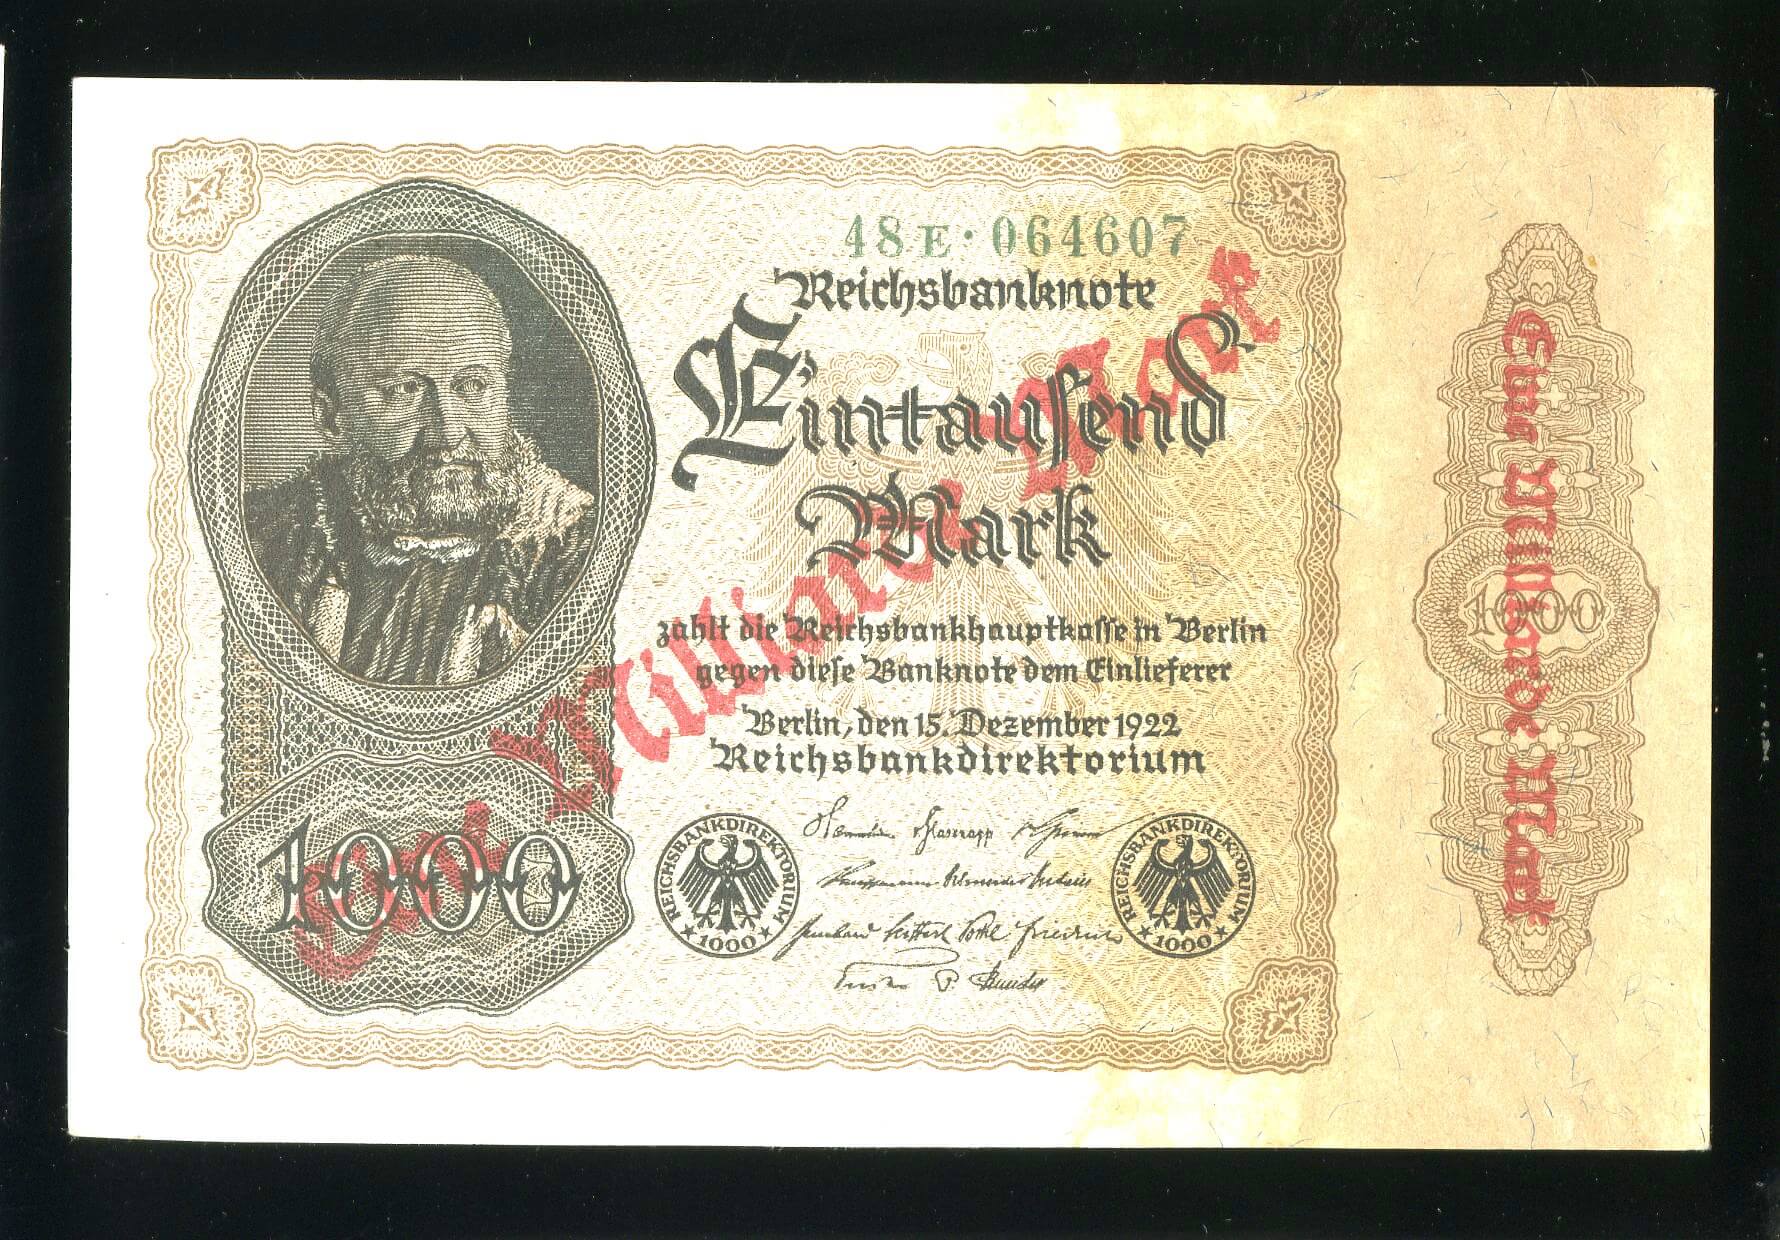 48 E · 064607
Reichsbanknote
Eintausend
Mark
zahlt die Reichsbankhauptkasse in Berlin
gegen diese Banknote dem Einlieferer
Berlin, den 15. Dezember 1922
Reichsbankdirektorium
1000
Eine Milliarde Mark
REICHSBANKDIREKTORIUM
★ 1000 ★
REICHSBANKDIREKTORIUM
★ 1000 ★
1000
Eine Milliarde Mark